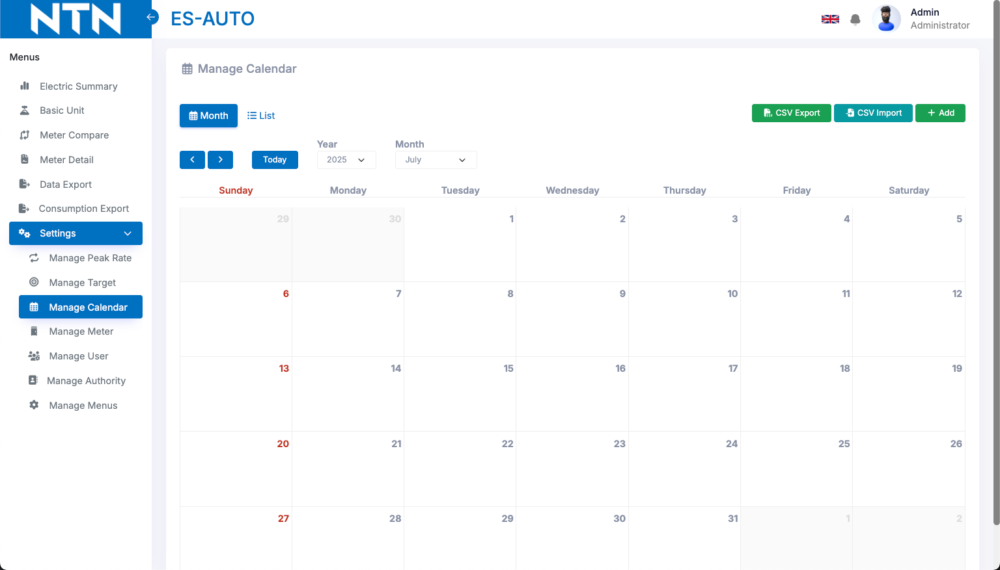 NTN
ES-AUTO
Admin
Administrator
Menus
Electric Summary
Basic Unit
Meter Compare
Meter Detail
Data Export
Consumption Export
Settings
Manage Peak Rate
Manage Target
Manage Calendar
Manage Meter
Manage User
Manage Authority
Manage Menus
Manage Calendar
Month List
CSV Export CSV Import Add
Year Month
Today 2025 July
Sunday Monday Tuesday Wednesday Thursday Friday Saturday
29 30 1 2 3 4 5
6 7 8 9 10 11 12
13 14 15 16 17 18 19
20 21 22 23 24 25 26
27 28 29 30 31 1 2